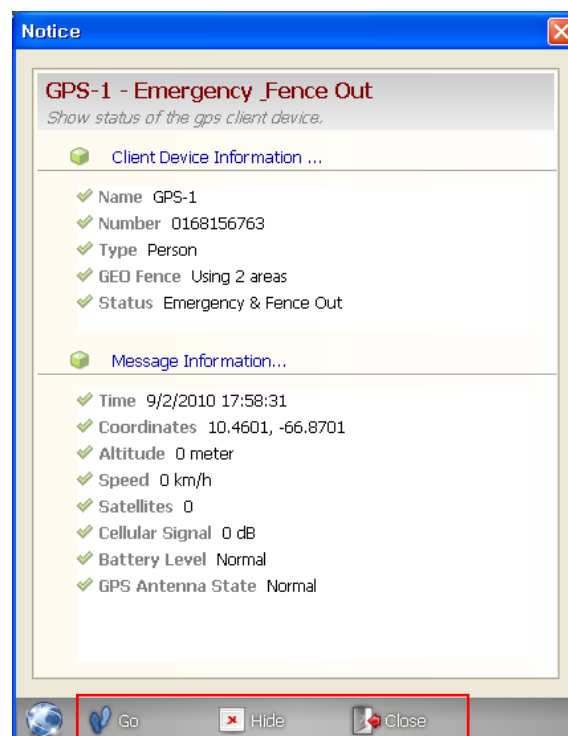 Notice
GPS-1 - Emergency _Fence Out
Show status of the gps client device.
Client Device Information ...
Name GPS-1
Number 0168156763
Type Person
GEO Fence Using 2 areas
Status Emergency & Fence Out
Message Information...
Time 9/2/2010 17:58:31
Coordinates 10.4601, -66.8701
Altitude 0 meter
Speed 0 km/h
Satellites 0
Cellular Signal 0 dB
Battery Level Normal
GPS Antenna State Normal
Go Hide Close